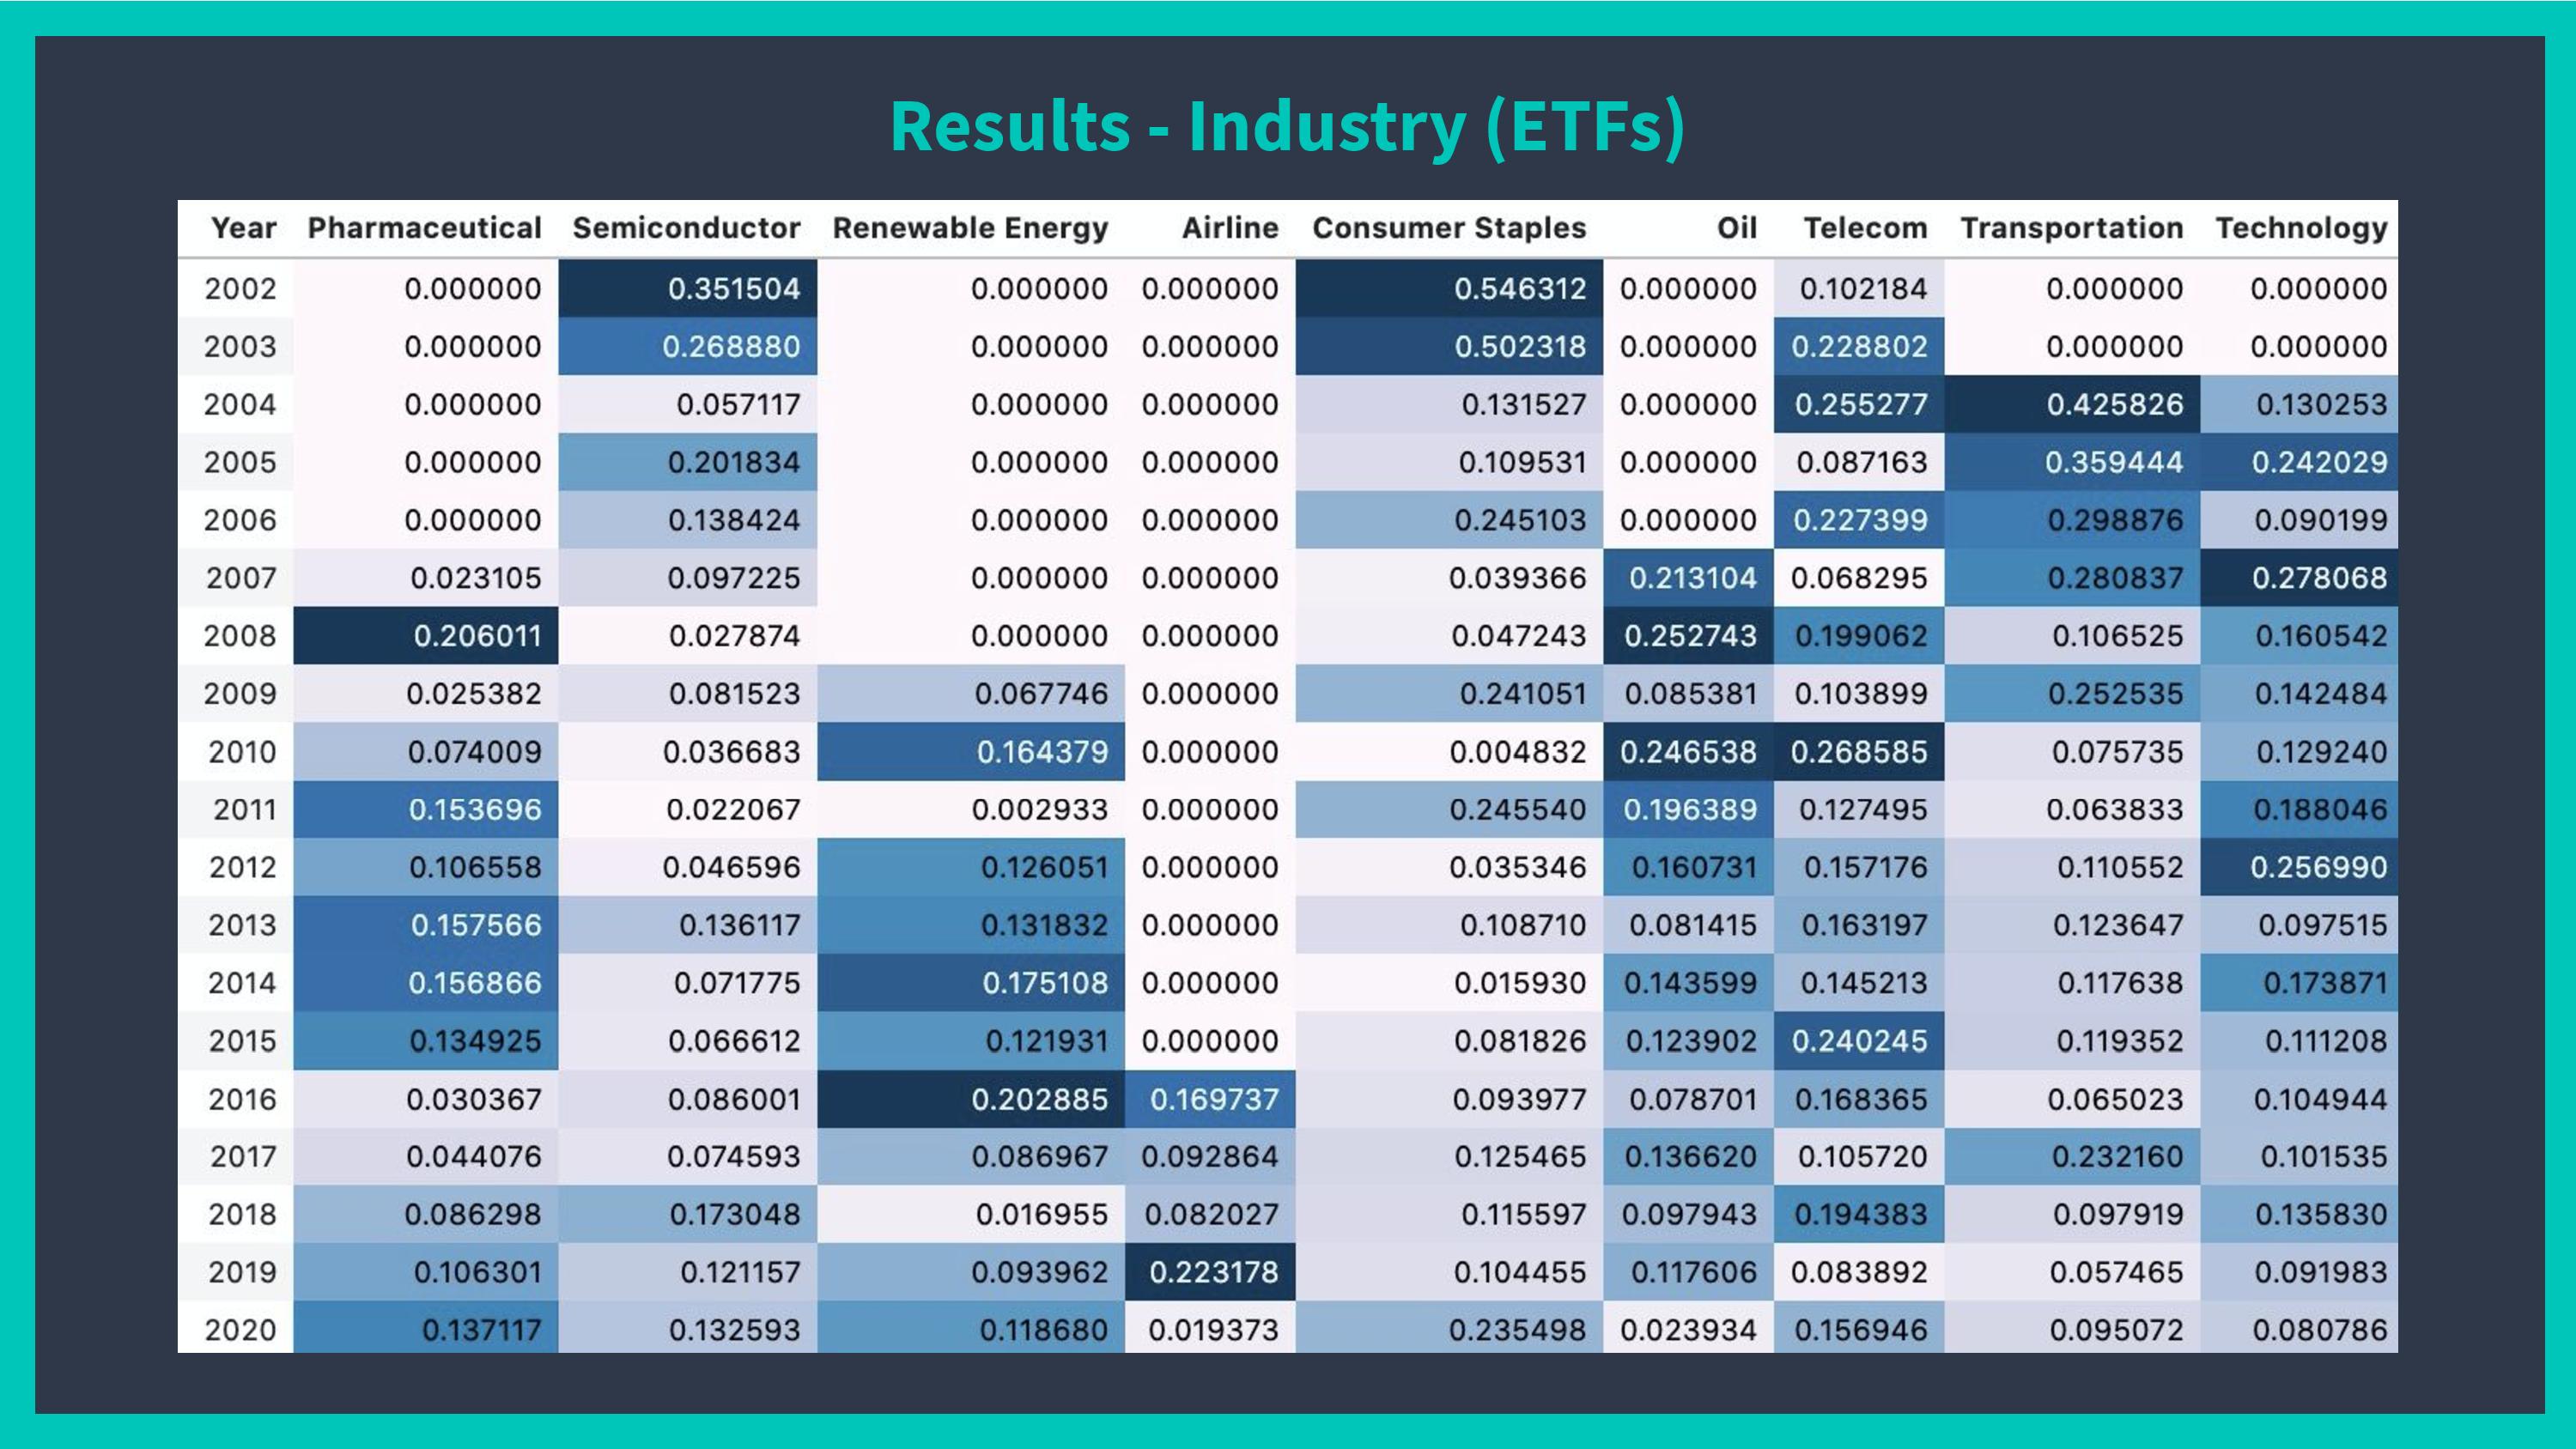 Results - Industry (ETFs)
Year Pharmaceutical Semiconductor Renewable Energy Airline Consumer Staples Oil Telecom Transportation Technology
2002 0.000000 0.351504 0.000000 0.000000 0.546312 0.000000 0.102184 0.000000 0.000000
2003 0.000000 0.268880 0.000000 0.000000 0.502318 0.000000 0.228802 0.000000 0.000000
2004 0.000000 0.057117 0.000000 0.000000 0.131527 0.000000 0.255277 0.425826 0.130253
2005 0.000000 0.201834 0.000000 0.000000 0.109531 0.000000 0.087163 0.359444 0.242029
2006 0.000000 0.138424 0.000000 0.000000 0.245103 0.000000 0.227399 0.298876 0.090199
2007 0.023105 0.097225 0.000000 0.000000 0.039366 0.213104 0.068295 0.280837 0.278068
2008 0.206011 0.027874 0.000000 0.000000 0.047243 0.252743 0.199062 0.106525 0.160542
2009 0.025382 0.081523 0.067746 0.000000 0.241051 0.085381 0.103899 0.252535 0.142484
2010 0.074009 0.036683 0.164379 0.000000 0.004832 0.246538 0.268585 0.075735 0.129240
2011 0.153696 0.022067 0.002933 0.000000 0.245540 0.196389 0.127495 0.063833 0.188046
2012 0.106558 0.046596 0.126051 0.000000 0.035346 0.160731 0.157176 0.110552 0.256990
2013 0.157566 0.136117 0.131832 0.000000 0.108710 0.081415 0.163197 0.123647 0.097515
2014 0.156866 0.071775 0.175108 0.000000 0.015930 0.143599 0.145213 0.117638 0.173871
2015 0.134925 0.066612 0.121931 0.000000 0.081826 0.123902 0.240245 0.119352 0.111208
2016 0.030367 0.086001 0.202885 0.169737 0.093977 0.078701 0.168365 0.065023 0.104944
2017 0.044076 0.074593 0.086967 0.092864 0.125465 0.136620 0.105720 0.232160 0.101535
2018 0.086298 0.173048 0.016955 0.082027 0.115597 0.097943 0.194383 0.097919 0.135830
2019 0.106301 0.121157 0.093962 0.223178 0.104455 0.117606 0.083892 0.057465 0.091983
2020 0.137117 0.132593 0.118680 0.019373 0.235498 0.023934 0.156946 0.095072 0.080786